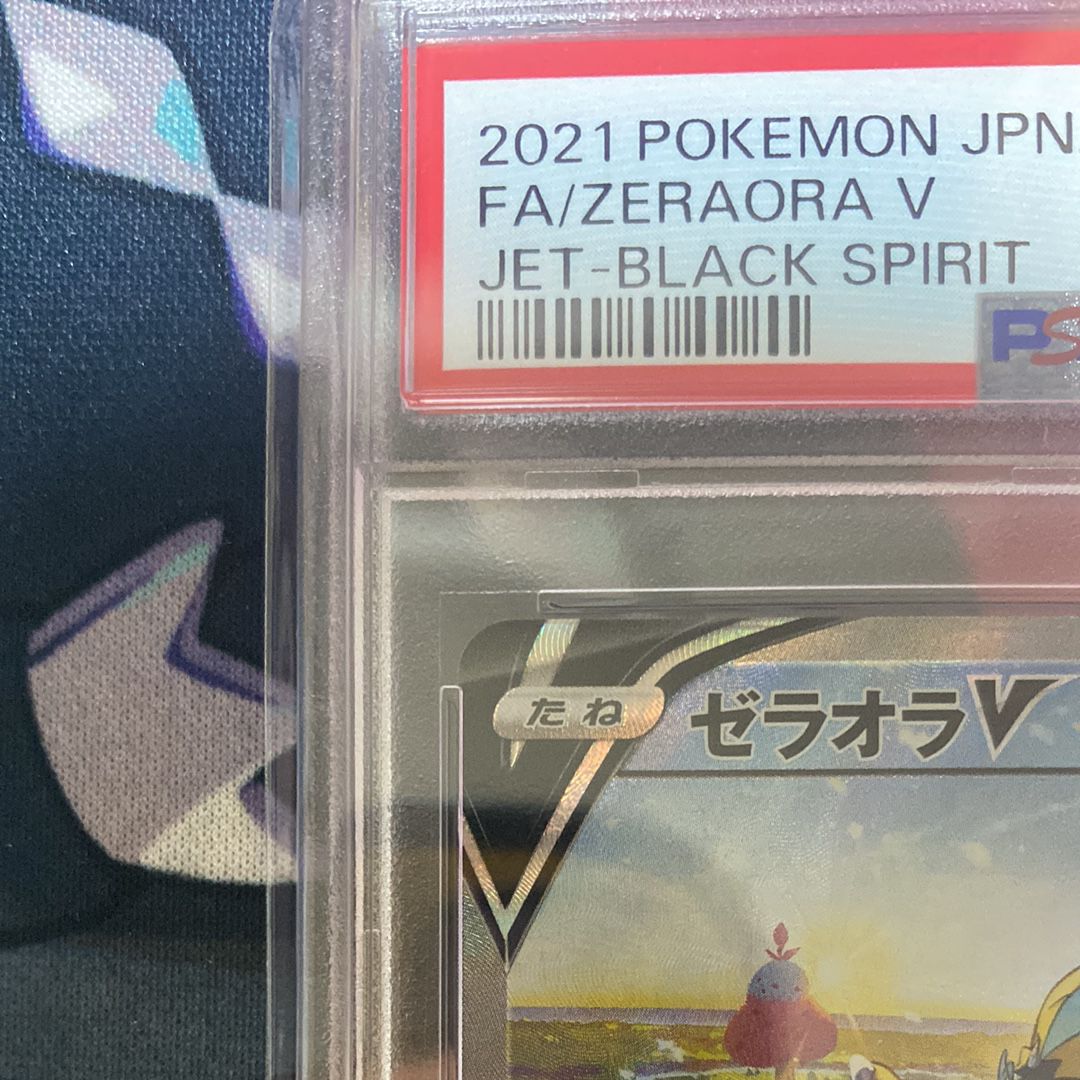 2021 POKEMON JPN.
FA/ZERAORA V
JET-BLACK SPIRIT
PS
たね
ゼラオラV